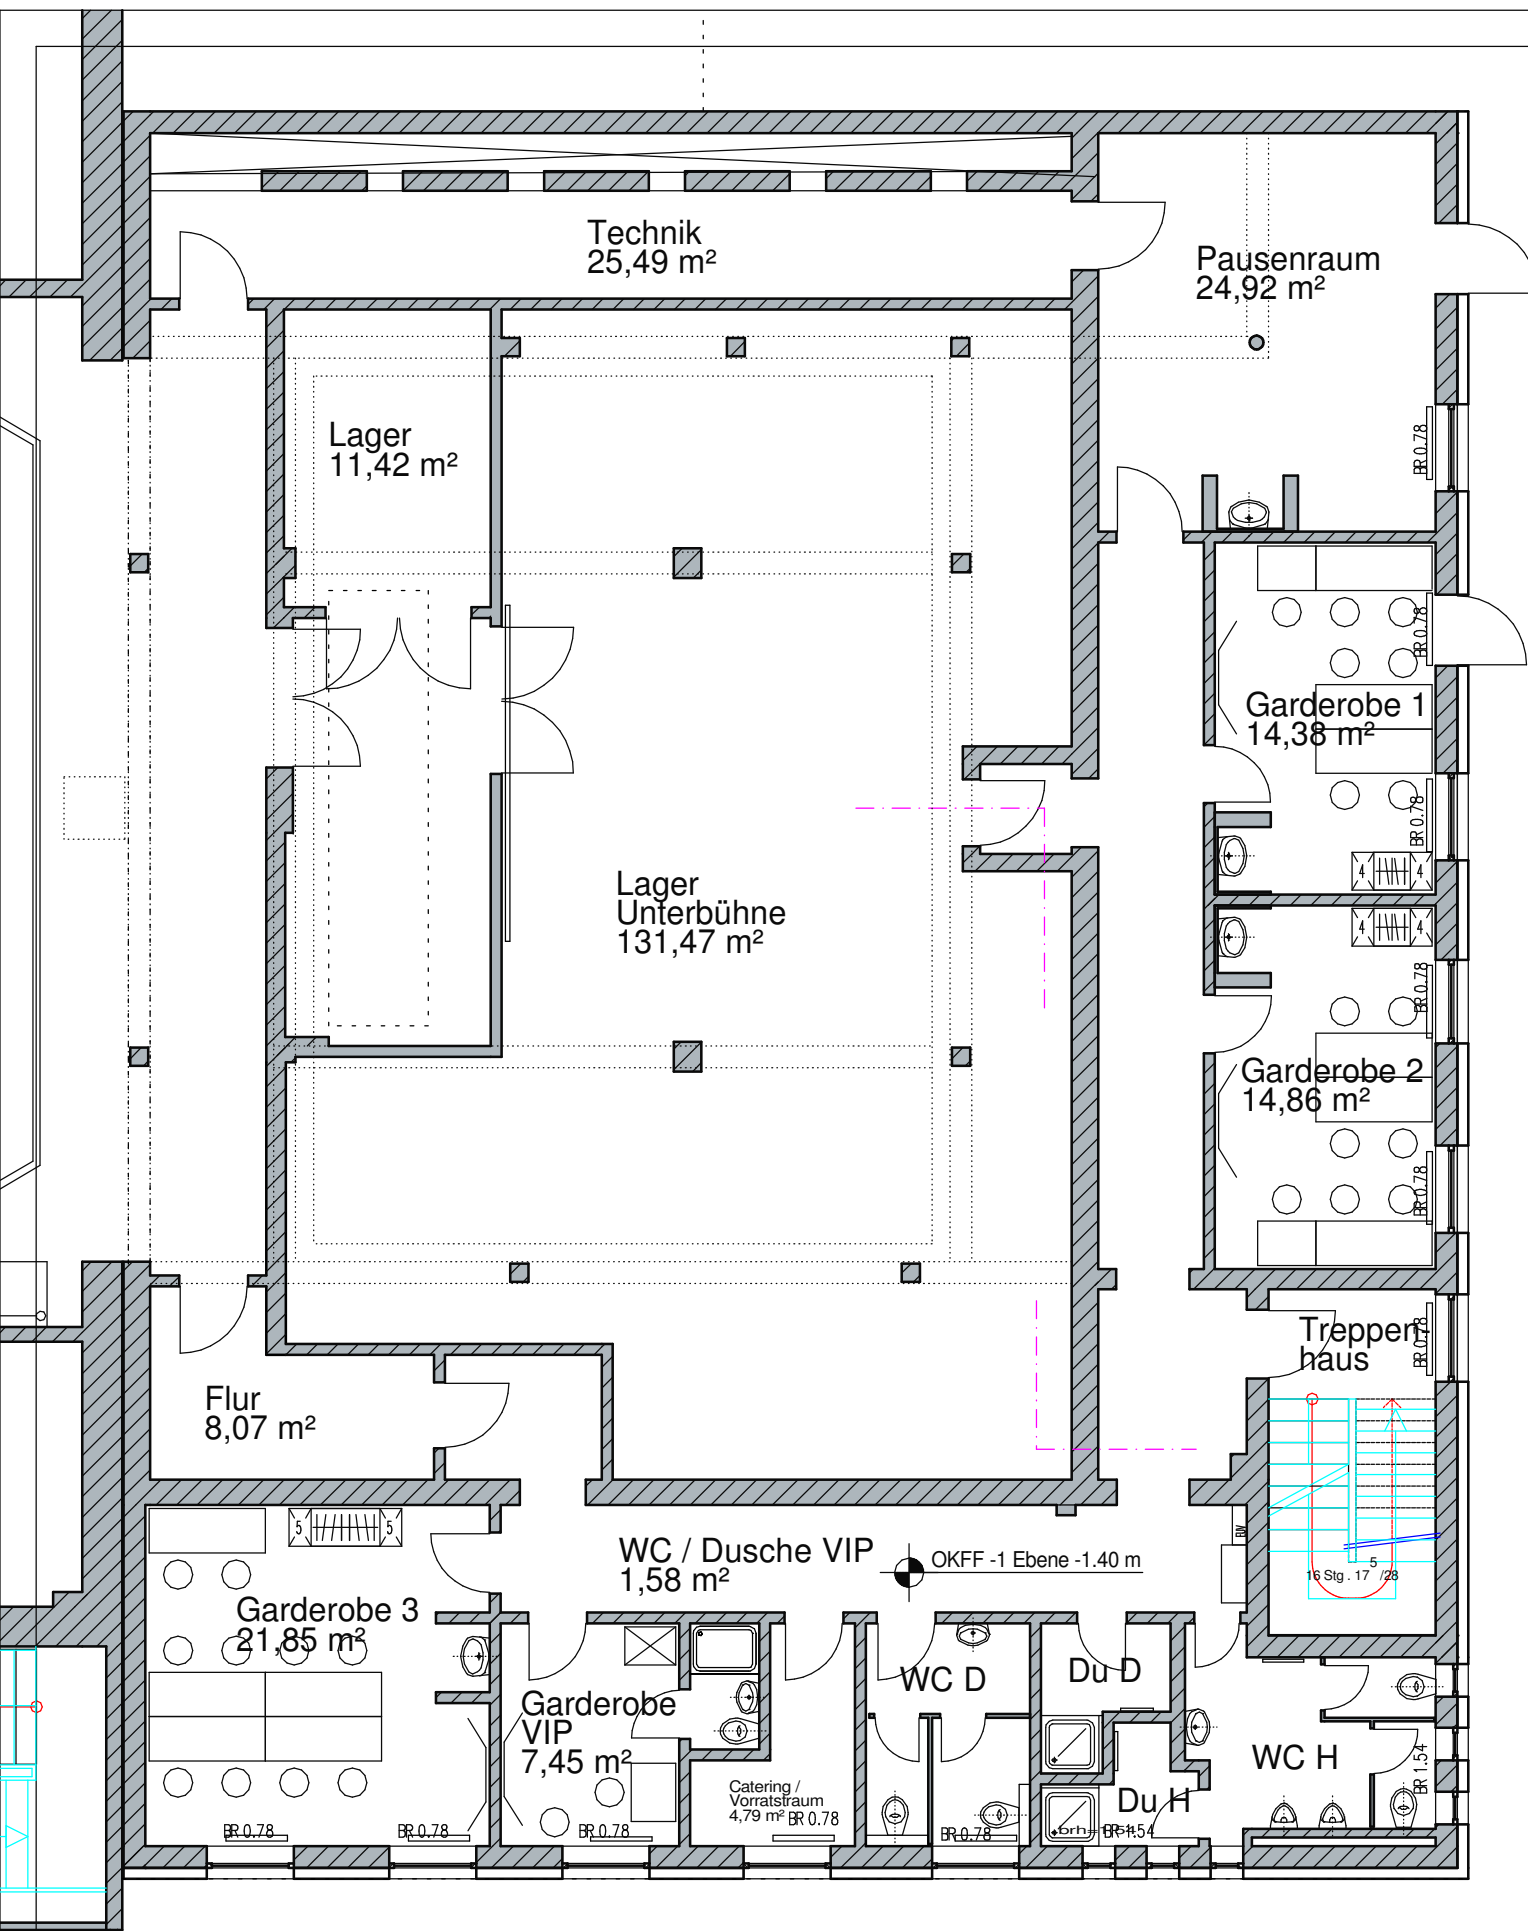 Technik
25,49 m²
Pausenraum
24,92 m²
Lager
11,42 m²
BR 0.78
BR 0.78
Garderobe 1
14,38 m²
BR 0.78
4
4
Lager
Unterbühne
131,47 m²
4
4
BR 0.78
Garderobe 2
14,86 m²
BR 0.78
Treppen-
haus
BR 0.78
Flur
8,07 m²
5
5
WC / Dusche VIP
1,58 m²
OKFF -1 Ebene -1.40 m
16 Stg . 17 5 /28
Garderobe 3
21,85 m²
WC D
Du D
Garderobe
VIP
7,45 m²
WC H
BR 1.54
Catering /
Vorratstraum
4,79 m²
BR 0.78
Du H
BR 0.78
BR 0.78
BR 0.78
BR 0.78
BR 1.54